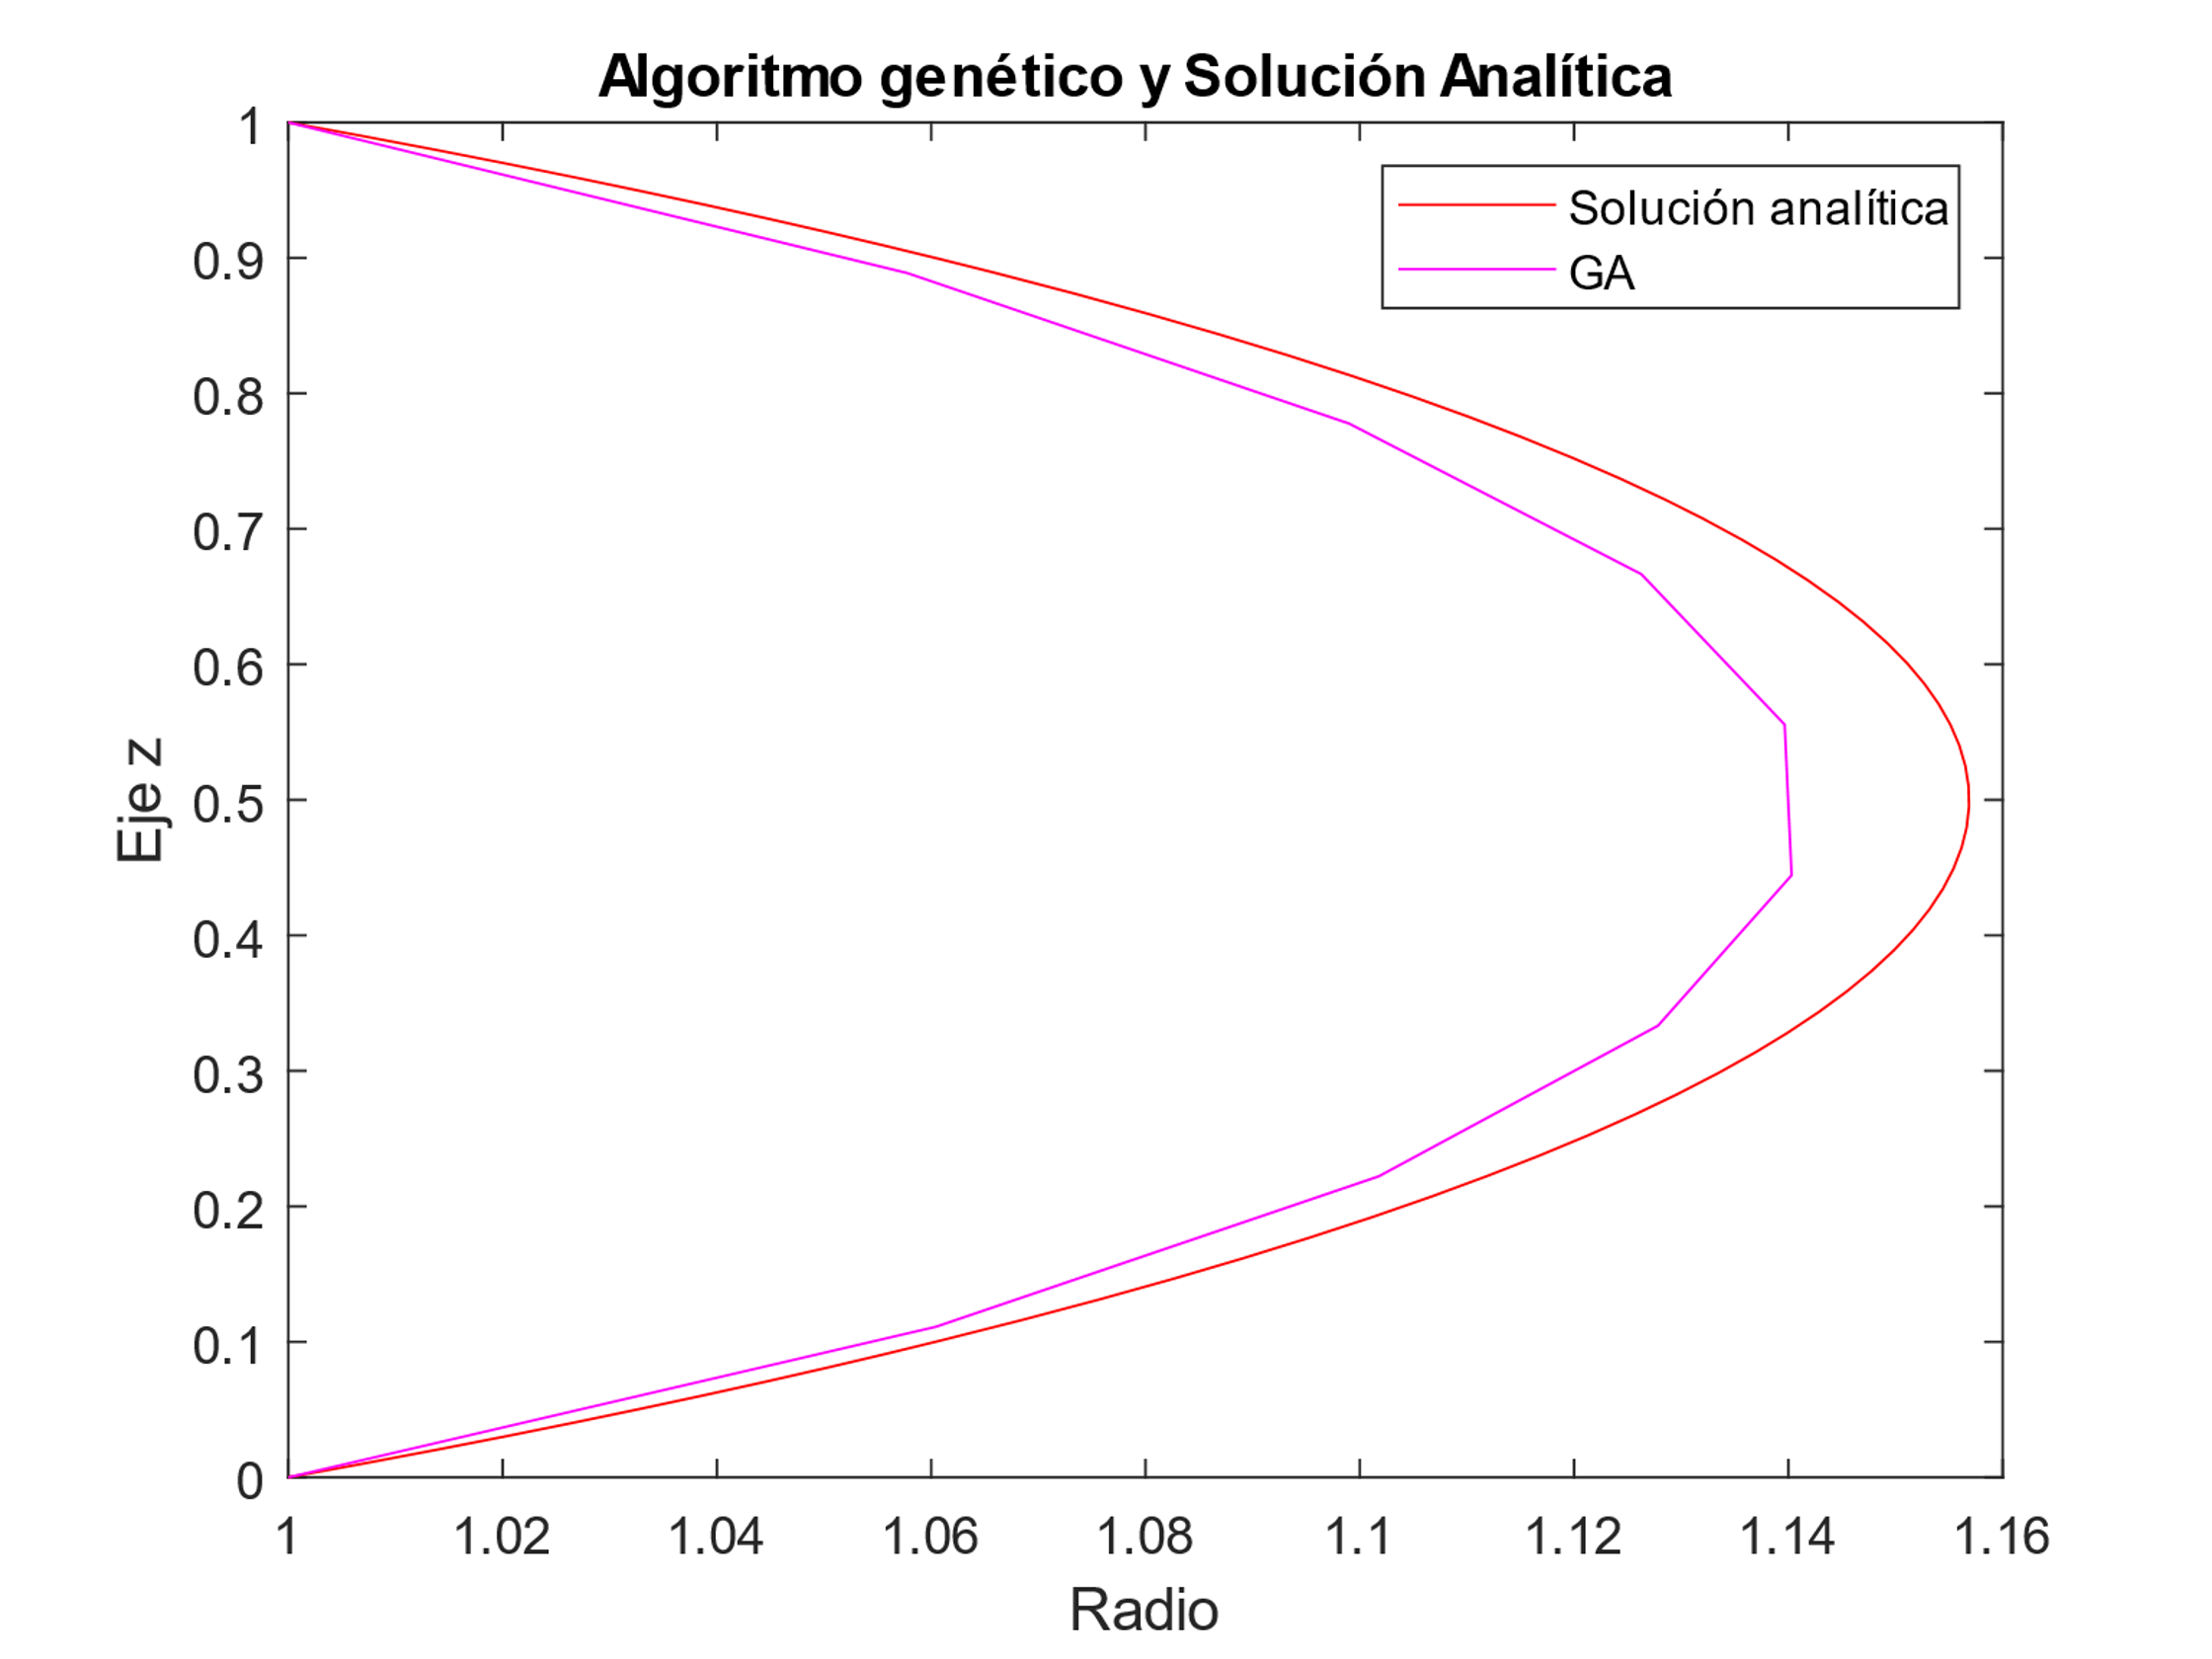 Algoritmo genético y Solución Analítica
Solución analítica
GA
1
0.9
0.8
0.7
0.6
0.5
0.4
0.3
0.2
0.1
0
Eje z
1 1.02 1.04 1.06 1.08 1.1 1.12 1.14 1.16
Radio